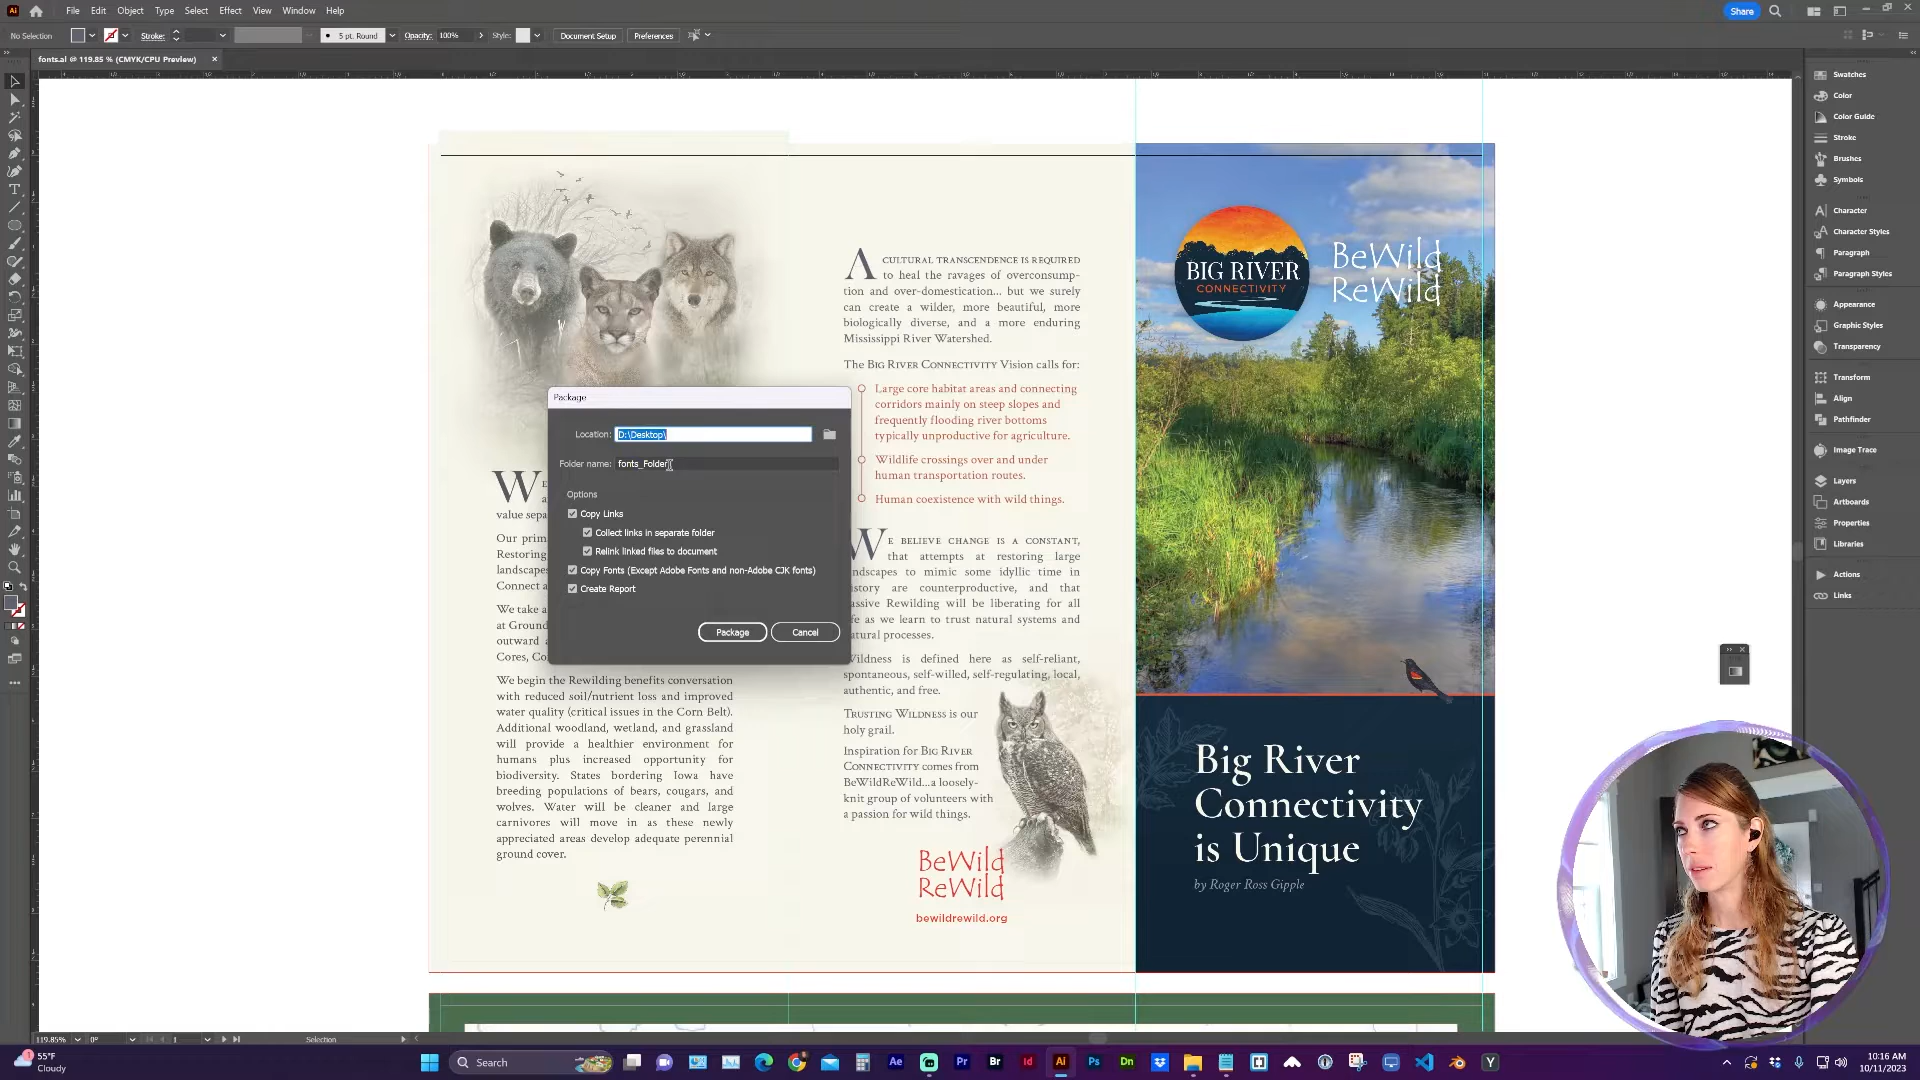 File Edit Object Type Select Effect View Window Help
Share
No Selection
Stroke:
5 pt. Round
Opacity: 100%
Style:
Document Setup
Preferences
fonts.ai @ 119.85 % (CMYK/CPU Preview)
Swatches
Color
Color Guide
Stroke
Brushes
Symbols
Character
Character Styles
Paragraph
Paragraph Styles
Appearance
Graphic Styles
Transparency
Transform
Align
Pathfinder
Image Trace
Layers
Artboards
Properties
Libraries
Actions
Links
Package
Location: D:\Desktop\
Folder name: fonts_Folder
Options
Copy Links
Collect links in separate folder
Relink linked files to document
Copy Fonts (Except Adobe Fonts and non-Adobe CJK fonts)
Create Report
Package
Cancel
WE
value sepa
Our prim
Restoring
landscapes
Connect a
We take a
at Ground
outward a
Cores, Co
We begin the Rewilding benefits conversation
with reduced soil/nutrient loss and improved
water quality (critical issues in the Corn Belt).
Additional woodland, wetland, and grassland
will provide a healthier environment for
humans plus increased opportunity for
biodiversity. States bordering Iowa have
breeding populations of bears, cougars, and
wolves. Water will be cleaner and large
carnivores will move in as these newly
appreciated areas develop adequate perennial
ground cover.
A CULTURAL TRANSCENDENCE IS REQUIRED
to heal the ravages of overconsump-
tion and over-domestication... but we surely
can create a wilder, more beautiful, more
biologically diverse, and a more enduring
Mississippi River Watershed.
The BIG RIVER CONNECTIVITY Vision calls for:
Large core habitat areas and connecting
corridors mainly on steep slopes and
frequently flooding river bottoms
typically unproductive for agriculture.
Wildlife crossings over and under
human transportation routes.
Human coexistence with wild things.
WE BELIEVE CHANGE IS A CONSTANT,
that attempts at restoring large
ndscapes to mimic some idyllic time in
istory are counterproductive, and that
assive Rewilding will be liberating for all
fe as we learn to trust natural systems and
atural processes.
Wildness is defined here as self-reliant,
spontaneous, self-willed, self-regulating, local,
authentic, and free.
TRUSTING WILDNESS is our
holy grail.
Inspiration for BIG RIVER
CONNECTIVITY comes from
BeWildReWild...a loosely-
knit group of volunteers with
a passion for wild things.
BeWild
ReWild
bewildrewild.org
BIG RIVER
CONNECTIVITY
BeWild
ReWild
Big River
Connectivity
is Unique
by Roger Ross Gipple
119.85%
0°
1
Selection
1
55°F
Cloudy
Search
Ae
Pr
Br
Id
Ai
Ps
Dn
Y
10:16 AM
10/11/2023